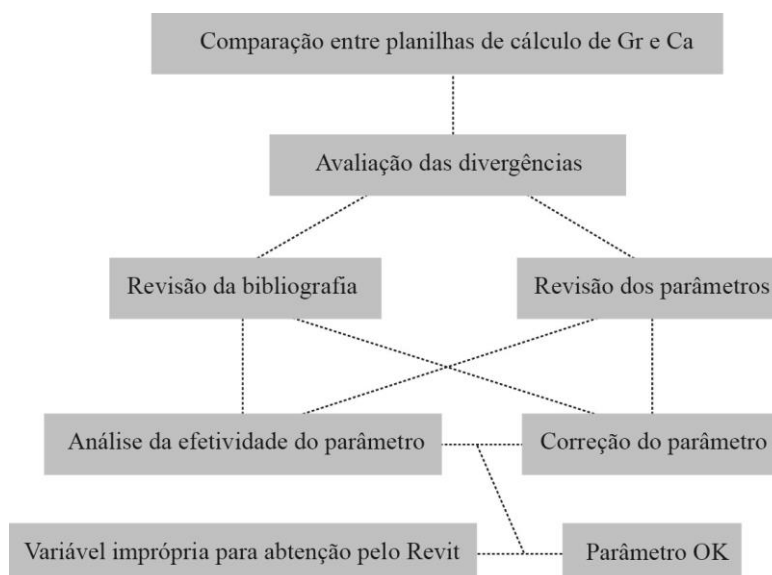 Comparação entre planilhas de cálculo de Gr e Ca
Avaliação das divergências
Revisão da bibliografia
Revisão dos parâmetros
Análise da efetividade do parâmetro
Correção do parâmetro
Variável imprópria para abtenção pelo Revit
Parâmetro OK